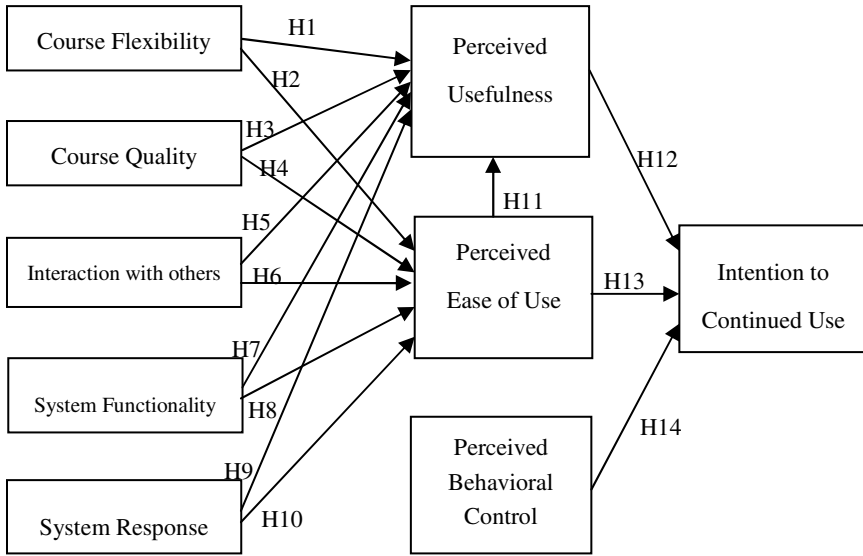 Course Flexibility
H1
H2
Perceived
Usefulness
Course Quality
H3
H4
H12
H11
Interaction with others
H5
H6
Perceived
Ease of Use
H13
Intention to
Continued Use
System Functionality
H7
H8
H14
Perceived
Behavioral
Control
System Response
H9
H10